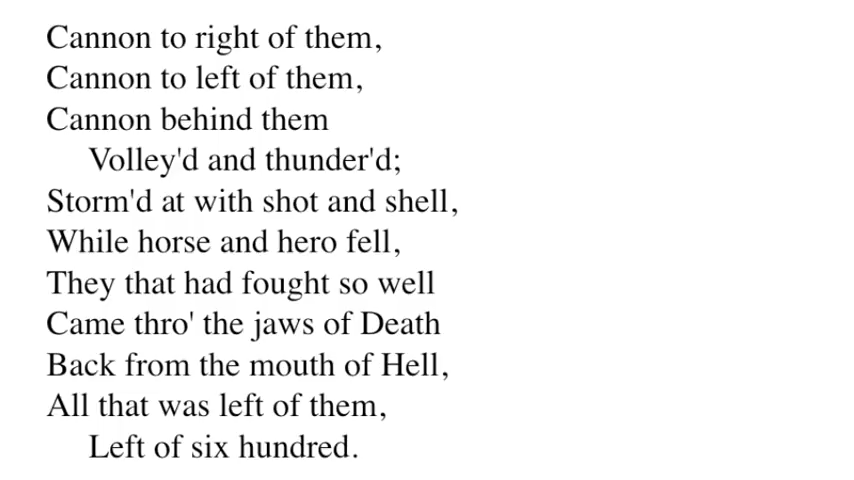 Cannon to right of them,
Cannon to left of them,
Cannon behind them
Volley'd and thunder'd;
Storm'd at with shot and shell,
While horse and hero fell,
They that had fought so well
Came thro' the jaws of Death
Back from the mouth of Hell,
All that was left of them,
Left of six hundred.